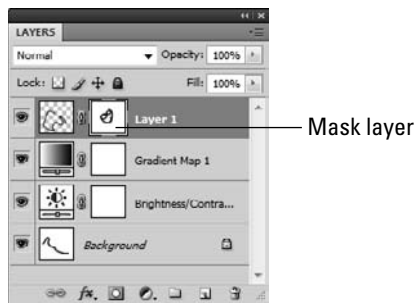 LAYERS
Normal Opacity: 100%
Lock: Fill: 100%
Layer 1
Mask layer
Gradient Map 1
Brightness/Contra...
Background
fx.